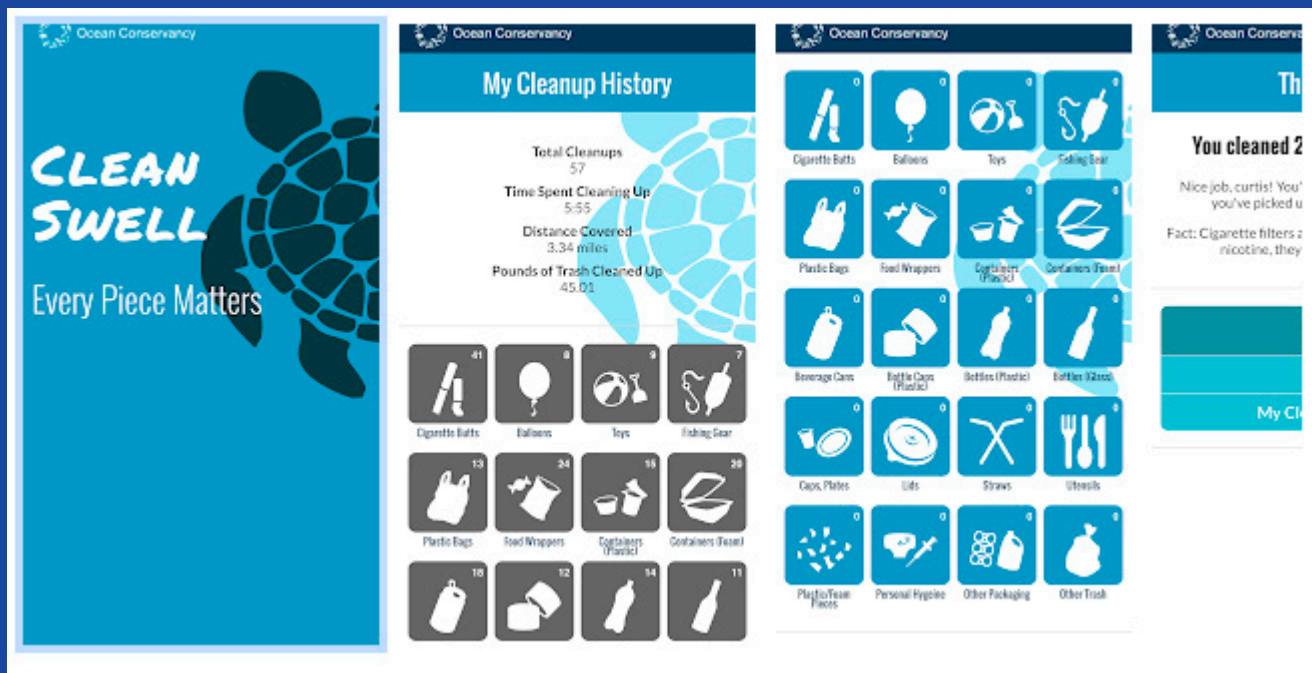 Ocean Conservancy
CLEAN
SWELL
Every Piece Matters
Ocean Conservancy
My Cleanup History
Total Cleanups
57
Time Spent Cleaning Up
5:55
Distance Covered
3.34 miles
Pounds of Trash Cleaned Up
45.01
41 8 9 7
Cigarette Butts Balloons Toys Fishing Gear
13 24 15 20
Plastic Bags Food Wrappers Containers (Plastic) Containers (Foam)
18 12 14 11
Ocean Conservancy
0 0 0 0
Cigarette Butts Balloons Toys Fishing Gear
0 0 0 0
Plastic Bags Food Wrappers Containers (Plastic) Containers (Foam)
0 0 0 0
Beverage Cans Bottle Caps (Plastic) Bottles (Plastic) Bottles (Glass)
0 0 0 0
Cups, Plates Lids Straws Utensils
0 0 0 0
Plastic/Foam Pieces Personal Hygeine Other Packaging Other Trash
Ocean Conserva
Th
You cleaned 2
Nice job, curtis! You'
you've picked u
Fact: Cigarette filters a
nicotine, they
My Cle